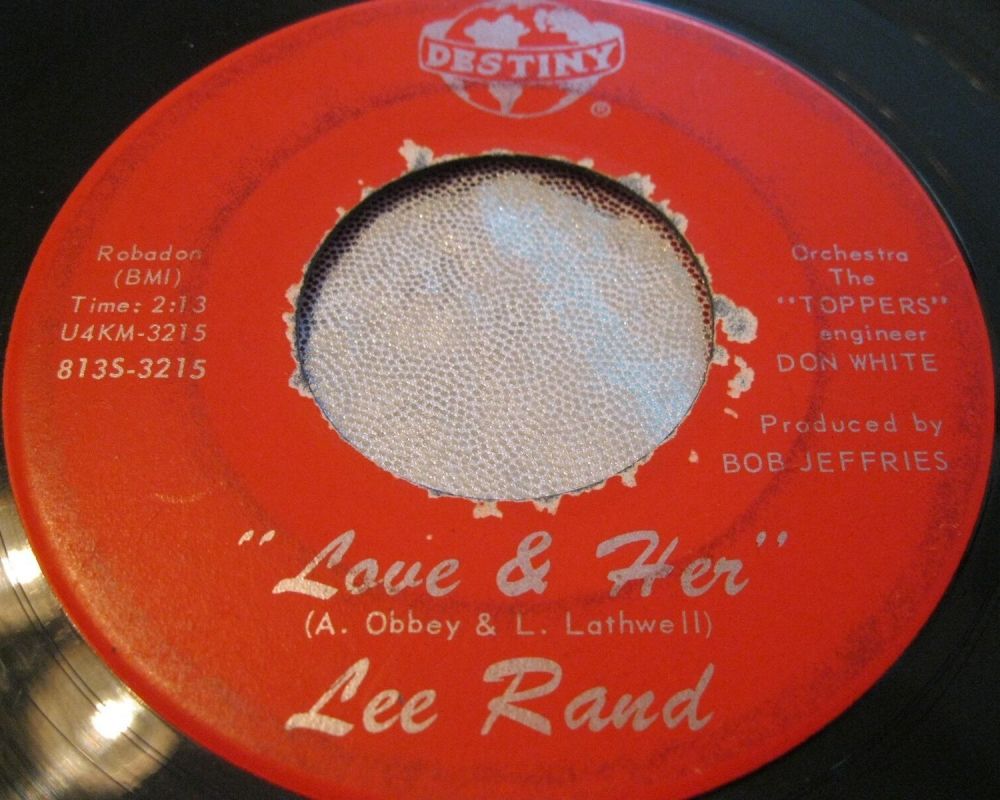 DESTINY
®
Robadon
(BMI)
Time: 2:13
U4KM-3215
813S-3215
Orchestra
The
"TOPPERS"
engineer
DON WHITE
Produced by
BOB JEFFRIES
"Love & Her"
(A. Obbey & L. Lathwell)
Lee Rand